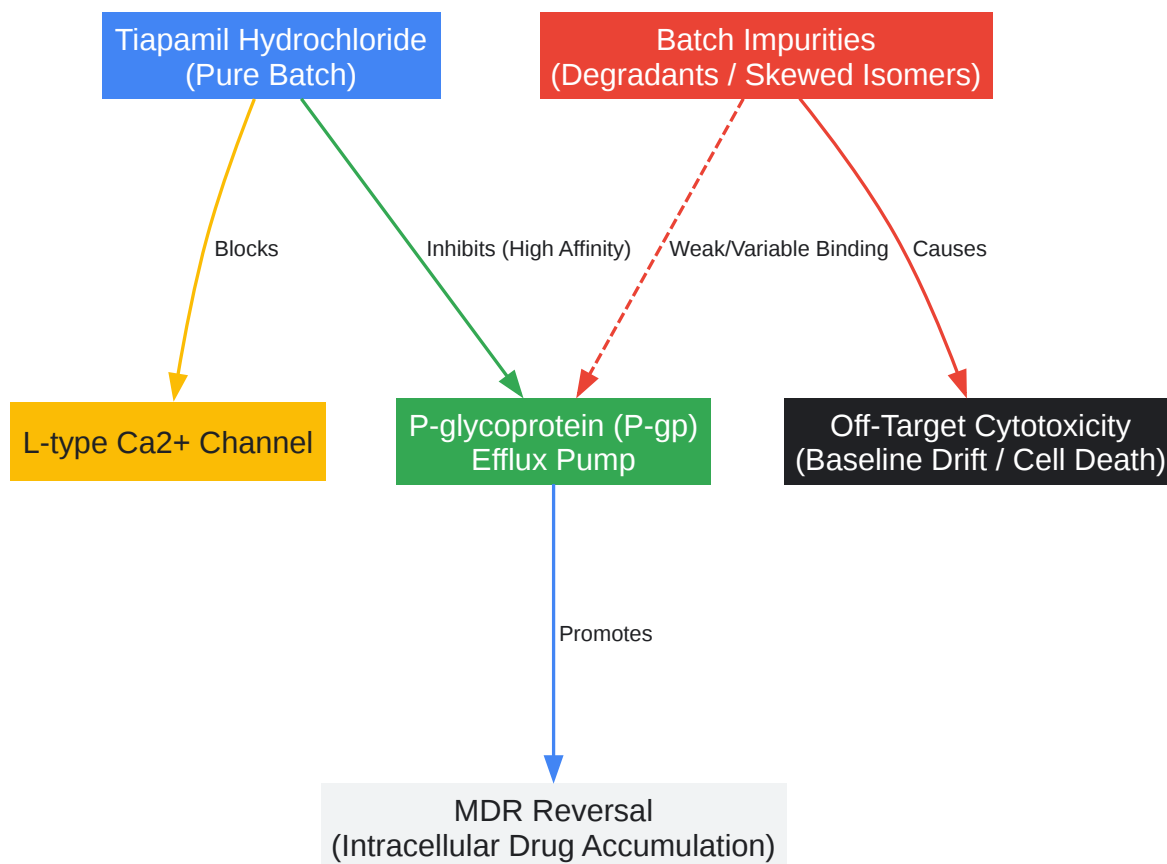 Tiapamil Hydrochloride
(Pure Batch)
Batch Impurities
(Degradants / Skewed Isomers)
Blocks
Inhibits (High Affinity)
Weak/Variable Binding
Causes
L-type Ca2+ Channel
P-glycoprotein (P-gp)
Efflux Pump
Off-Target Cytotoxicity
(Baseline Drift / Cell Death)
Promotes
MDR Reversal
(Intracellular Drug Accumulation)